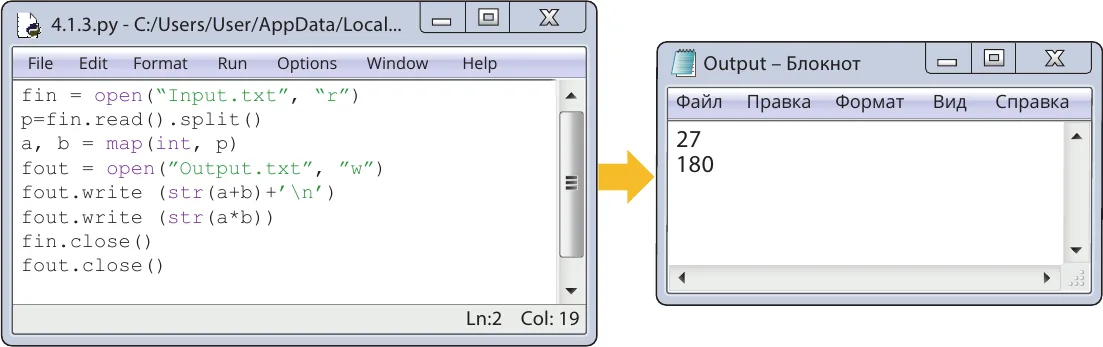 4.1.3.py - C:/Users/User/AppData/Local...
File Edit Format Run Options Window Help
fin = open(“Input.txt”, “r”)
p=fin.read().split()
a, b = map(int, p)
fout = open(”Output.txt”, ”w”)
fout.write (str(a+b)+’\n’)
fout.write (str(a*b))
fin.close()
fout.close()
Ln:2 Col: 19
Output – Блокнот
Файл Правка Формат Вид Справка
27
180